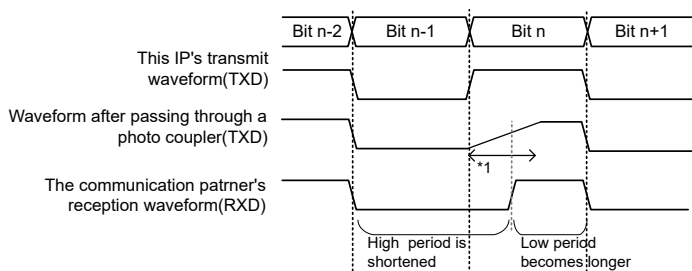 Bit n-2 Bit n-1 Bit n Bit n+1
This IP's transmit
waveform(TXD)
Waveform after passing through a
photo coupler(TXD)
*1
The communication patrner's
reception waveform(RXD)
High period is
shortened
Low period
becomes longer